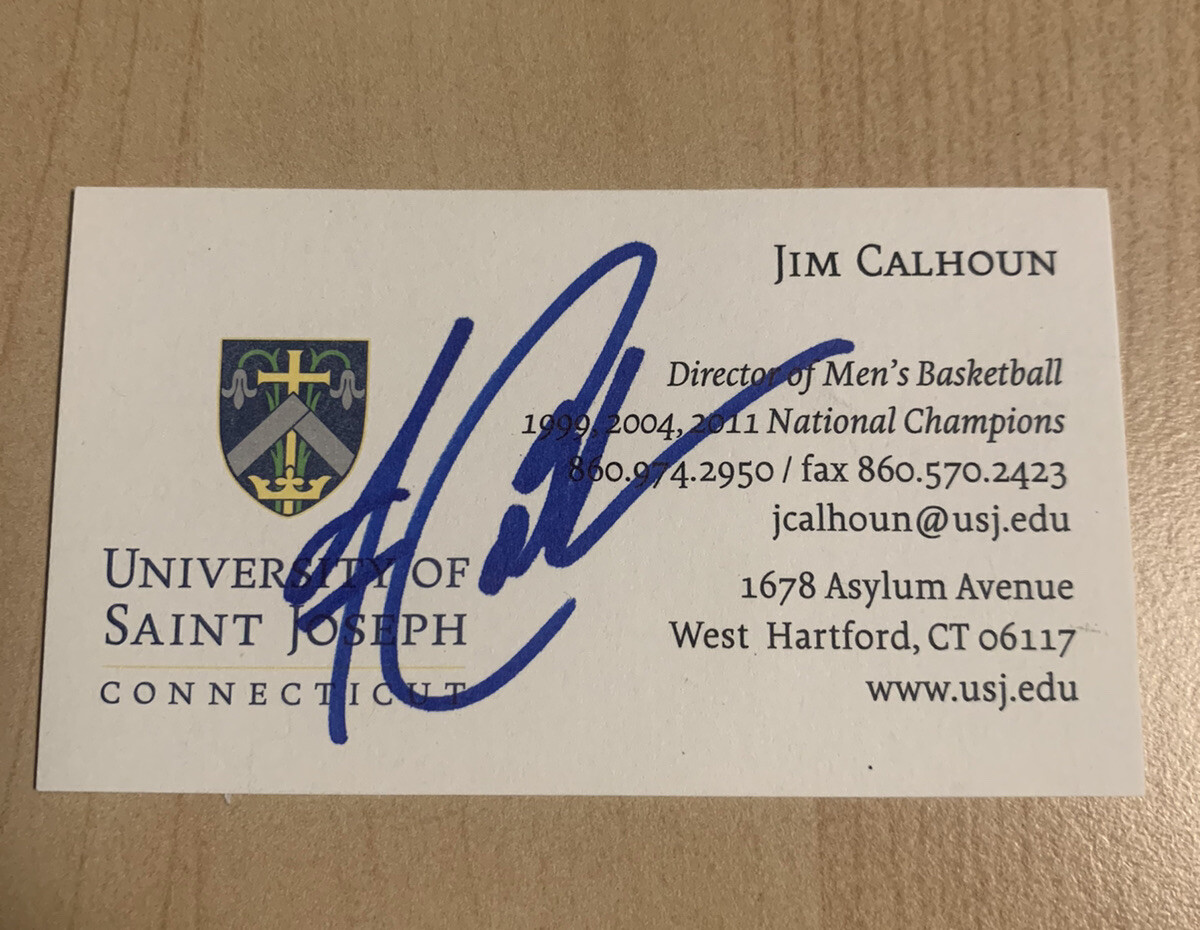 Jim Calhoun
Director of Men's Basketball
1999, 2004, 2011 National Champions
860.974.2950 / fax 860.570.2423
jcalhoun@usj.edu
1678 Asylum Avenue
West Hartford, CT 06117
www.usj.edu
University of
Saint Joseph
CONNECTICUT